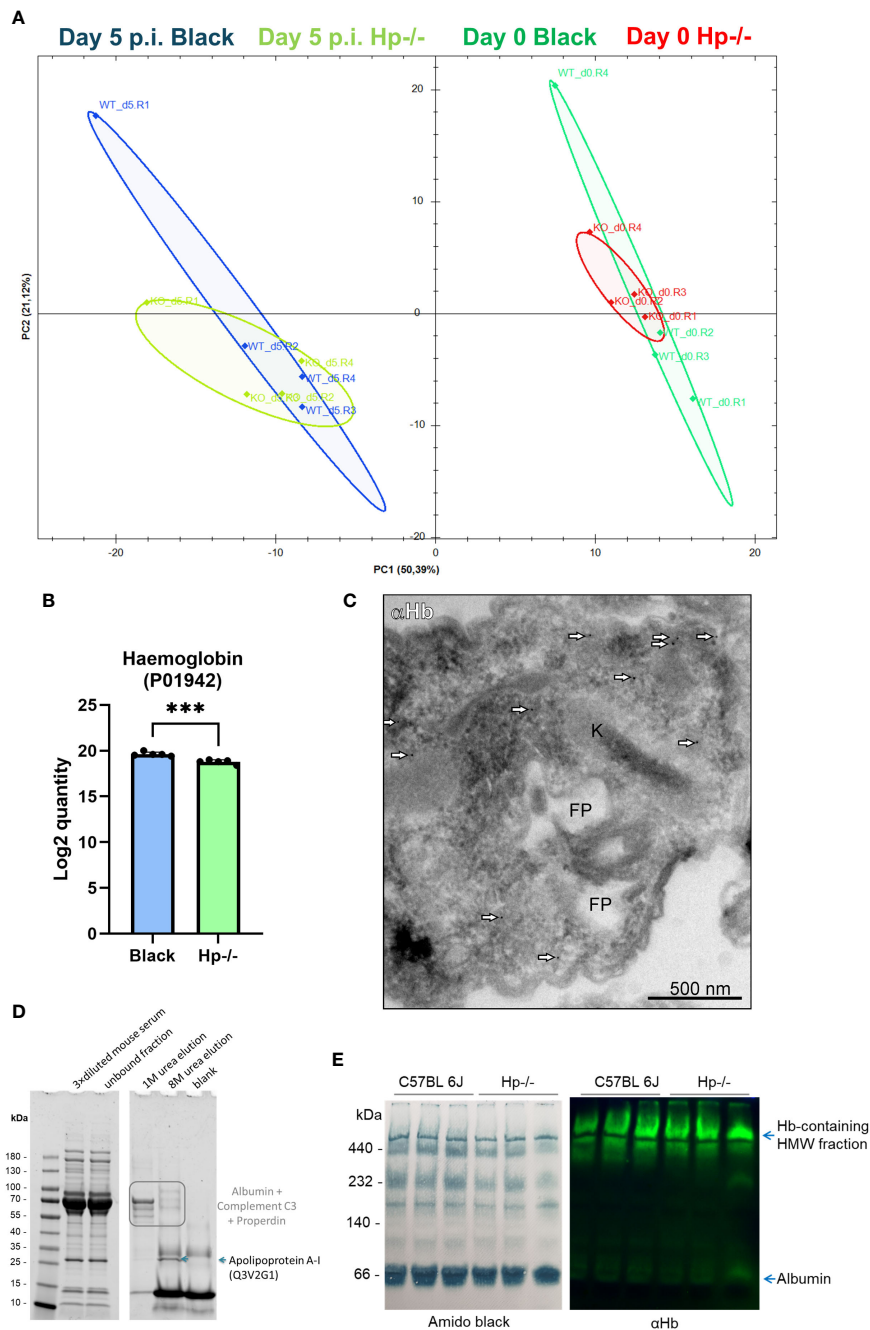 A
Day 5 p.i. Black Day 5 p.i. Hp-/- Day 0 Black Day 0 Hp-/-
20
10
0
-10
-20
WT_d5.R1
WT_d5.R2
KO_d5.R1
KO_d5.R4
WT_d5.R4
KO_d5.R2
WT_d5.R3
WT_d0.R4
KO_d0.R4
KO_d0.R3
KO_d0.R2
KO_d0.R1
WT_d0.R2
WT_d0.R3
WT_d0.R1
PC2 (21,12%)
-20 -10 0 10 20
PC1 (50,39%)
B
Haemoglobin
(P01942)
***
25
20
15
10
5
0
Log2 quantity
Black Hp-/-
C
αHb
K
FP
FP
500 nm
D
3×diluted mouse serum
unbound fraction
1M urea elution
8M urea elution
blank
kDa
180
130
100
70
55
40
35
25
15
10
Albumin +
Complement C3
+ Properdin
Apolipoprotein A-I
(Q3V2G1)
E
C57BL 6J Hp-/- C57BL 6J Hp-/-
kDa
440
232
140
66
Hb-containing
HMW fraction
Albumin
Amido black αHb